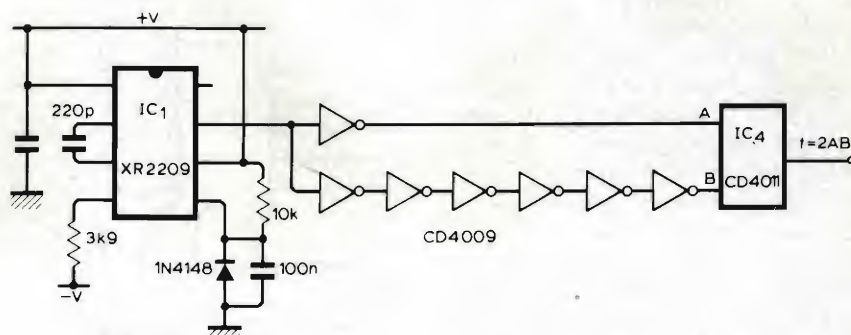 +V
220p
IC1
XR2209
3k9
-V
10k
1N4148
100n
CD4009
A
B
IC4
CD4011
t=2AB